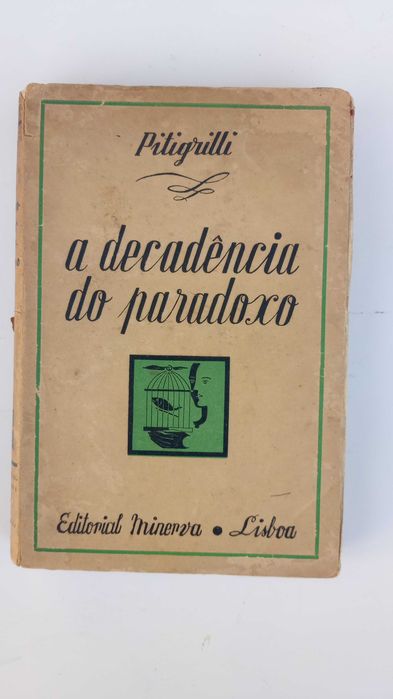 Pitigrilli
a decadência
do paradoxo
Editorial Minerva • Lisboa